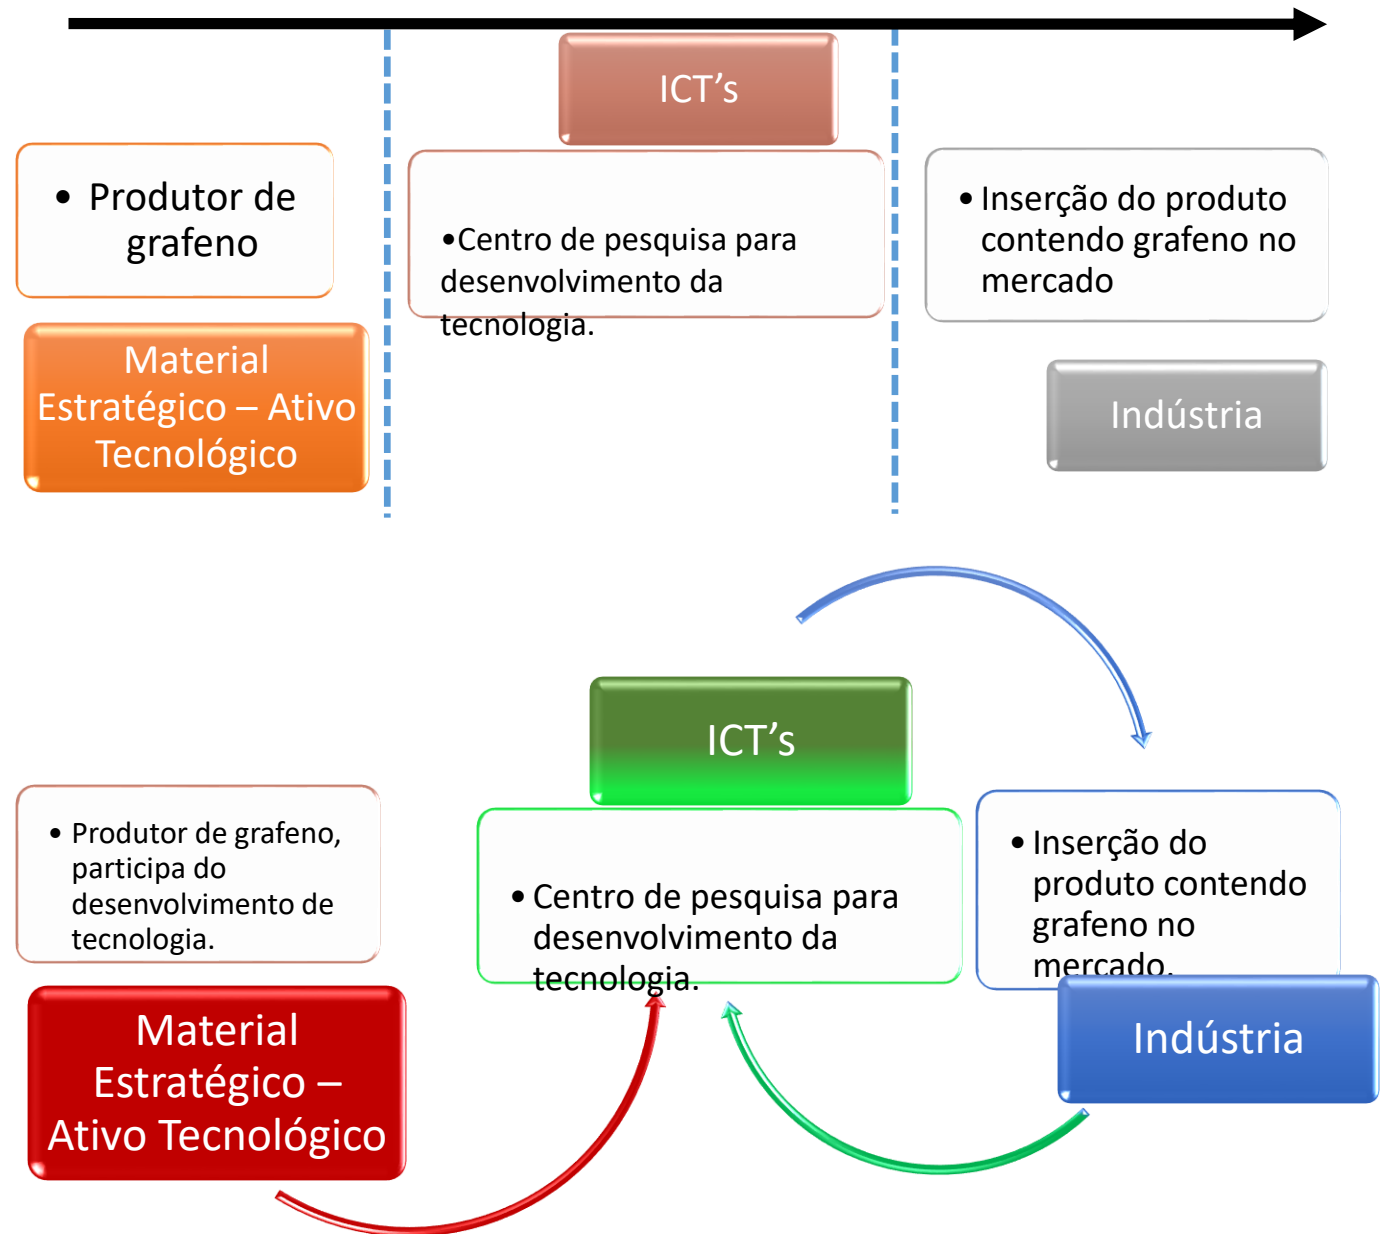 ICT’s
• Produtor de
grafeno
•Centro de pesquisa para
desenvolvimento da
tecnologia.
• Inserção do produto
contendo grafeno no
mercado
Material
Estratégico – Ativo
Tecnológico
Indústria
ICT’s
• Produtor de grafeno,
participa do
desenvolvimento de
tecnologia.
• Centro de pesquisa para
desenvolvimento da
tecnologia.
• Inserção do
produto contendo
grafeno no
mercado.
Material
Estratégico –
Ativo Tecnológico
Indústria